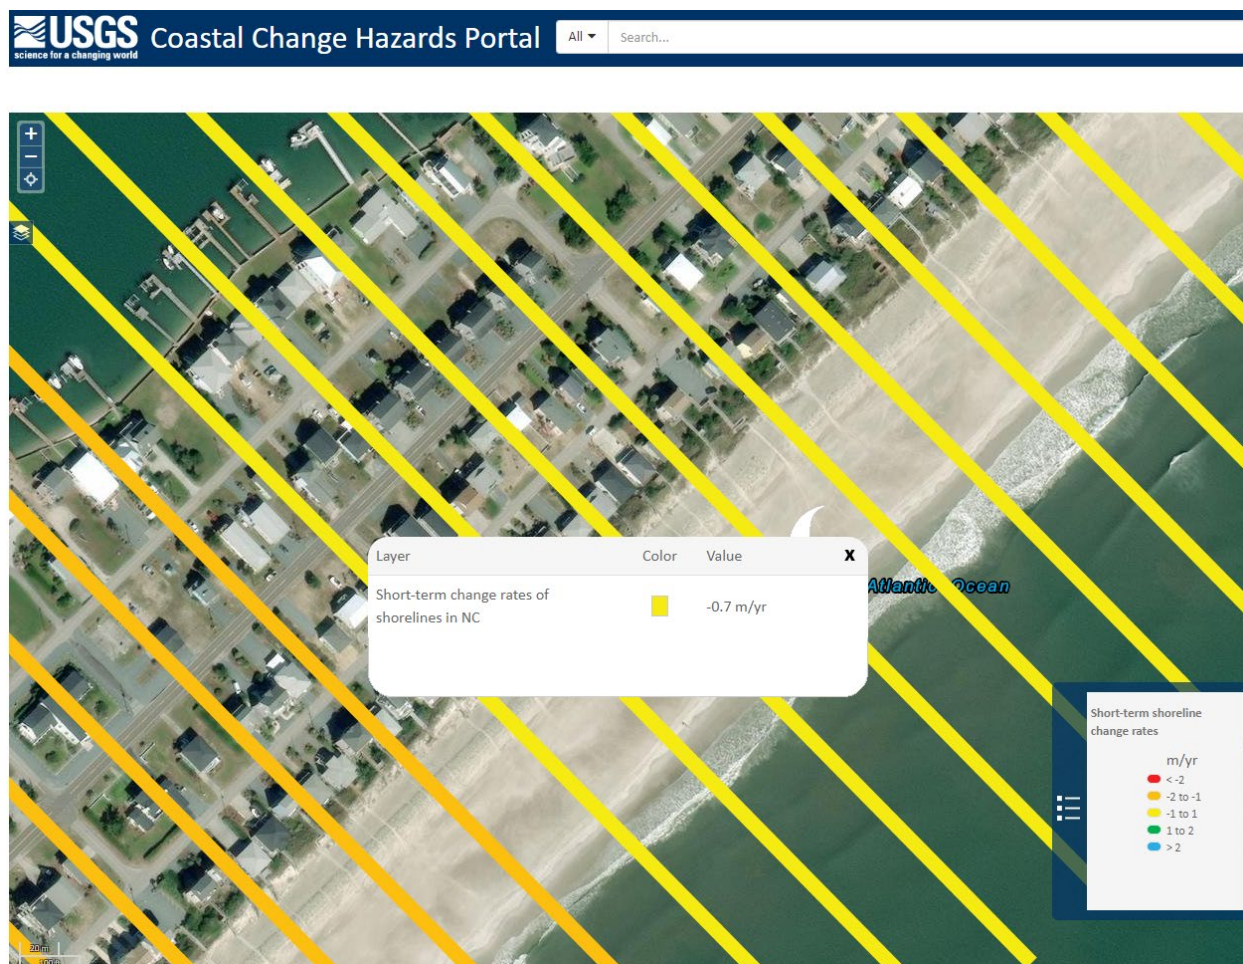 USGS
science for a changing world
Coastal Change Hazards Portal
All
Search...
+
−
Layer Color Value X
Short-term change rates of
shorelines in NC
-0.7 m/yr
Atlantic Ocean
Short-term shoreline
change rates
m/yr
< -2
-2 to -1
-1 to 1
1 to 2
> 2
20 m
100 ft